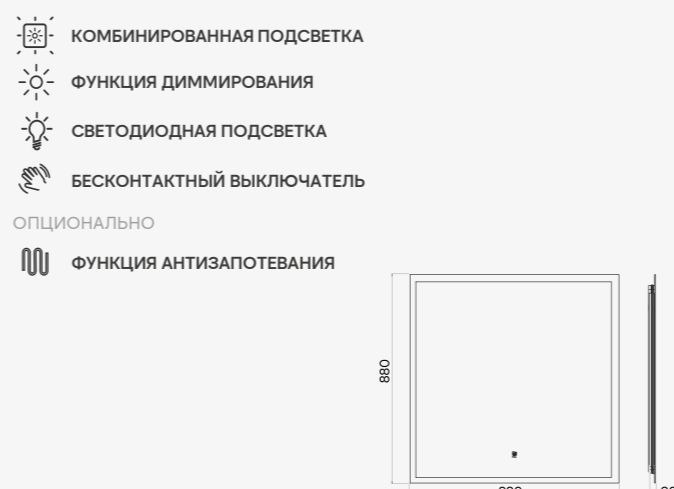 КОМБИНИРОВАННАЯ ПОДСВЕТКА
ФУНКЦИЯ ДИММИРОВАНИЯ
СВЕТОДИОДНАЯ ПОДСВЕТКА
БЕСКОНТАКТНЫЙ ВЫКЛЮЧАТЕЛЬ
ОПЦИОНАЛЬНО
ФУНКЦИЯ АНТИЗАПОТЕВАНИЯ
880